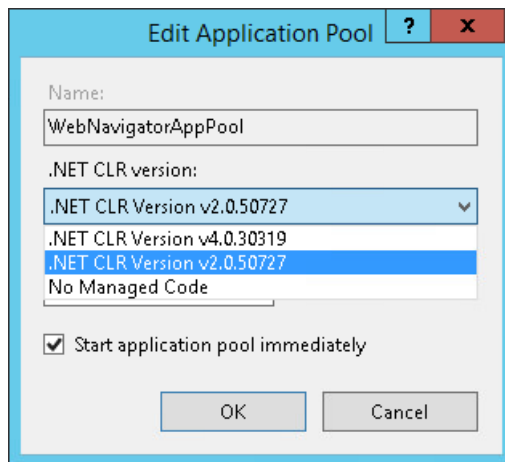 Edit Application Pool
?
x
Name:
WebNavigatorAppPool
.NET CLR version:
.NET CLR Version v2.0.50727
.NET CLR Version v4.0.30319
.NET CLR Version v2.0.50727
No Managed Code
Start application pool immediately
OK
Cancel